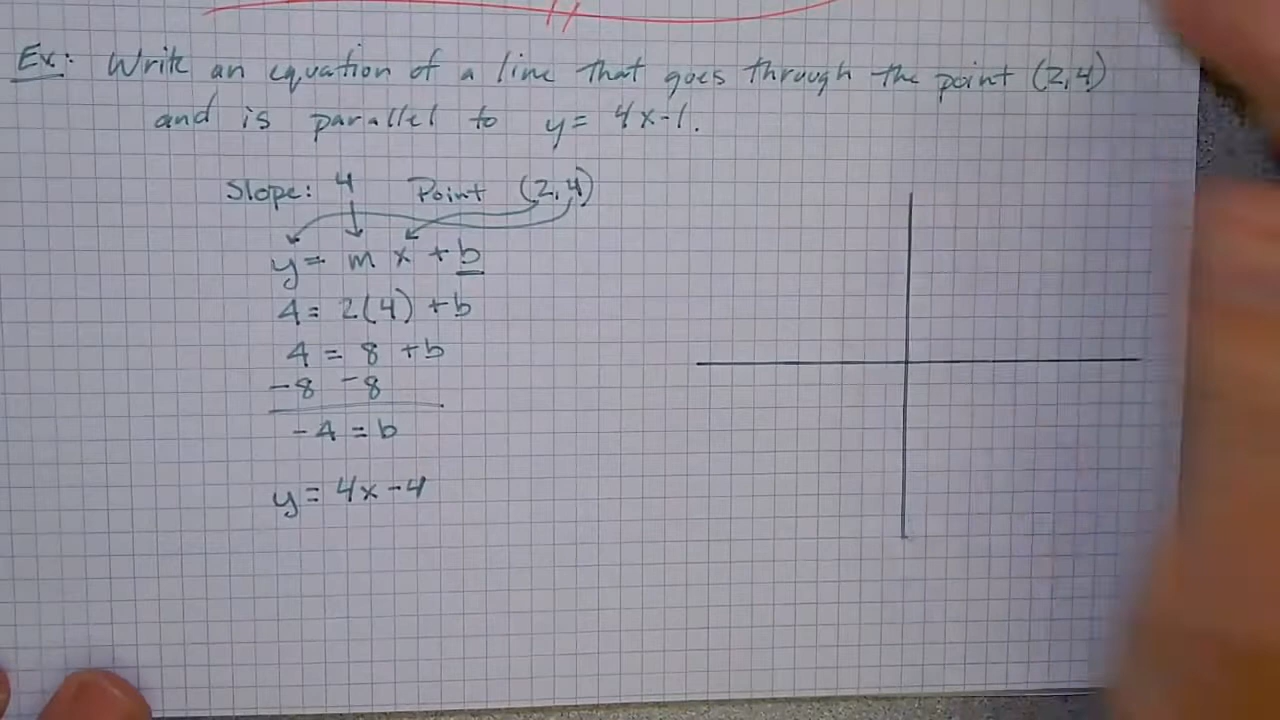 Ex: Write an equation of a line that goes through the point (2,4)
and is parallel to y = 4x-1.
Slope: 4 Point (2,4)
y = m x + b
4 = 2(4) + b
4 = 8 + b
-8 -8
-4 = b
y = 4x - 4